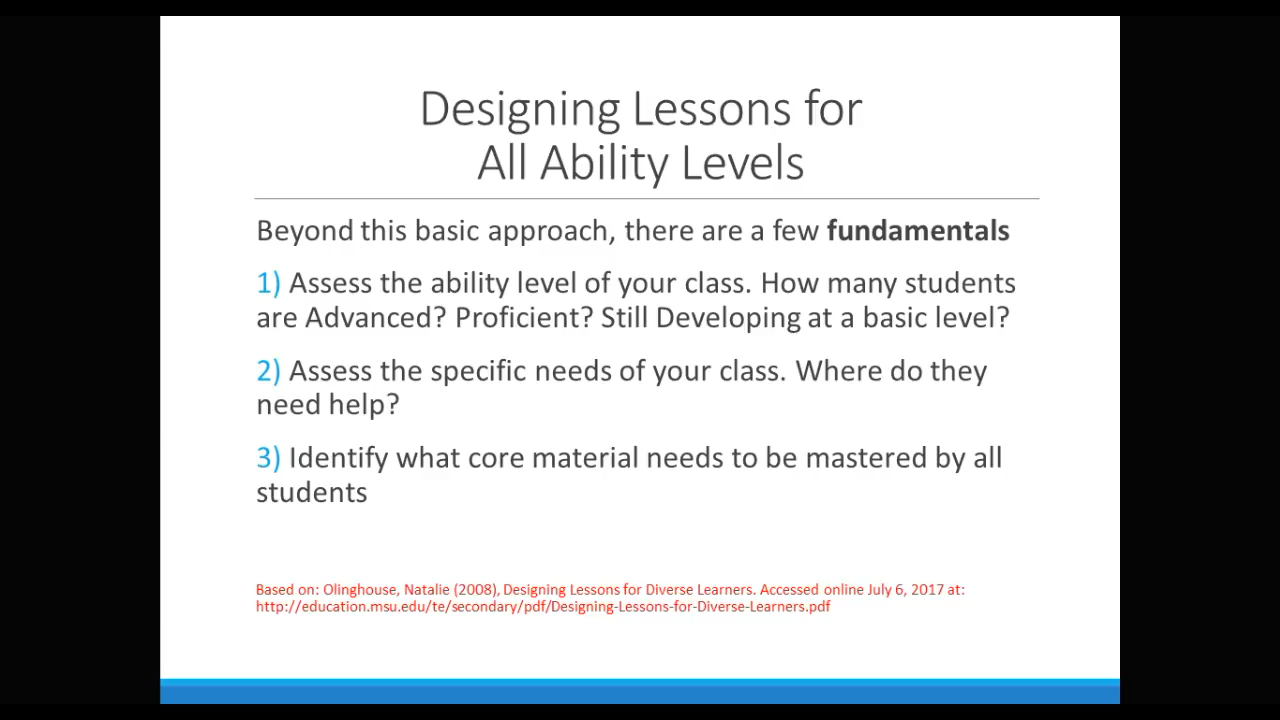 Designing Lessons for
All Ability Levels
Beyond this basic approach, there are a few fundamentals
1) Assess the ability level of your class. How many students
are Advanced? Proficient? Still Developing at a basic level?
2) Assess the specific needs of your class. Where do they
need help?
3) Identify what core material needs to be mastered by all
students
Based on: Olinghouse, Natalie (2008), Designing Lessons for Diverse Learners. Accessed online July 6, 2017 at:
http://education.msu.edu/te/secondary/pdf/Designing-Lessons-for-Diverse-Learners.pdf